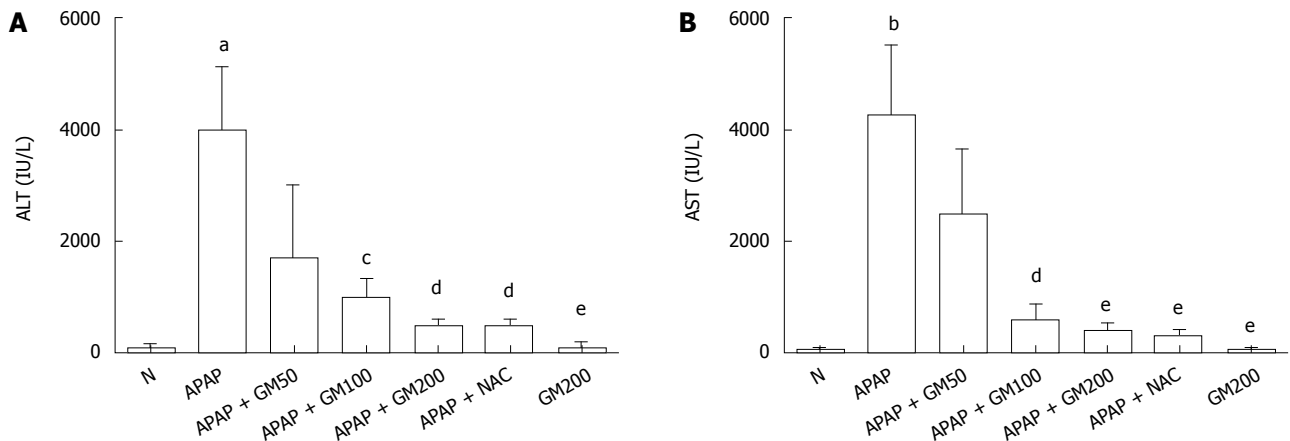 A
ALT (IU/L)
6000
4000
2000
0
a
c
d
d
e
N
APAP
APAP + GM50
APAP + GM100
APAP + GM200
APAP + NAC
GM200
B
AST (IU/L)
6000
4000
2000
0
b
d
e
e
e
N
APAP
APAP + GM50
APAP + GM100
APAP + GM200
APAP + NAC
GM200